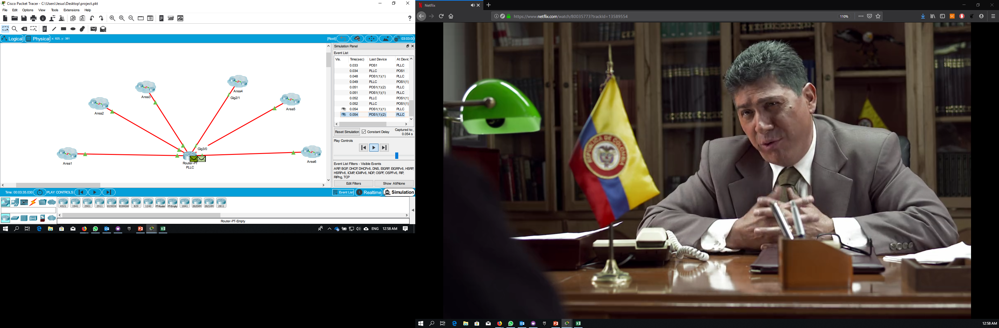 Cisco Packet Tracer - C:\Users\Jesus\Desktop\project.pkt
File Edit Options View Tools Extensions Help
?
Logical Physical x: 825, y: 381 [Root] 03:03:00
Area1
Area2
Area3
Area4
Gig2/1
Area5
Area6
Gig3/0
Router-PT
PLLC
Simulation Panel
Event List
Vis. Time(sec) Last Device At Devic
0.033 POS1 PLLC
0.034 PLLC POS1
0.048 POS1(1)(1) PLLC
0.049 PLLC POS1(1)
0.051 POS1(1)(2) PLLC
0.051 POS1(1)(1) PLLC
0.052 PLLC POS1(1)
0.052 PLLC POS1(1)
0.054 POS1(1)(1) PLLC
0.054 POS1(1)(2) PLLC
Reset Simulation Constant Delay Captured to:
0.054 s
Play Controls
Event List Filters - Visible Events
ARP, BGP, DHCP, DHCPv6, DNS, EIGRP, EIGRPv6, HSRP,
HSRPv6, ICMP, ICMPv6, NDP, OSPF, OSPFv6, RIP,
RIPng, TCP
Edit Filters Show All/None
Time: 00:03:35.030 PLAY CONTROLS: Event List Realtime Simulation
4321 1941 2901 2911 819IOX 819HGW 829 1240 PT-Router PT-Empty 1841 2620XM 2621XM 2811
Router-PT-Empty
ENG 12:58 AM
Netflix
https://www.netflix.com/watch/80035773?trackId=13589554 110%
REPUBLICA DE COLOMBIA
12:58 AM